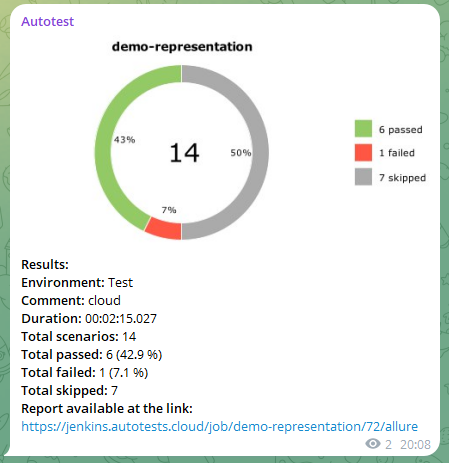 Autotest
demo-representation
43%
14
50%
7%
6 passed
1 failed
7 skipped
Results:
Environment: Test
Comment: cloud
Duration: 00:02:15.027
Total scenarios: 14
Total passed: 6 (42.9 %)
Total failed: 1 (7.1 %)
Total skipped: 7
Report available at the link:
https://jenkins.autotests.cloud/job/demo-representation/72/allure
2 20:08